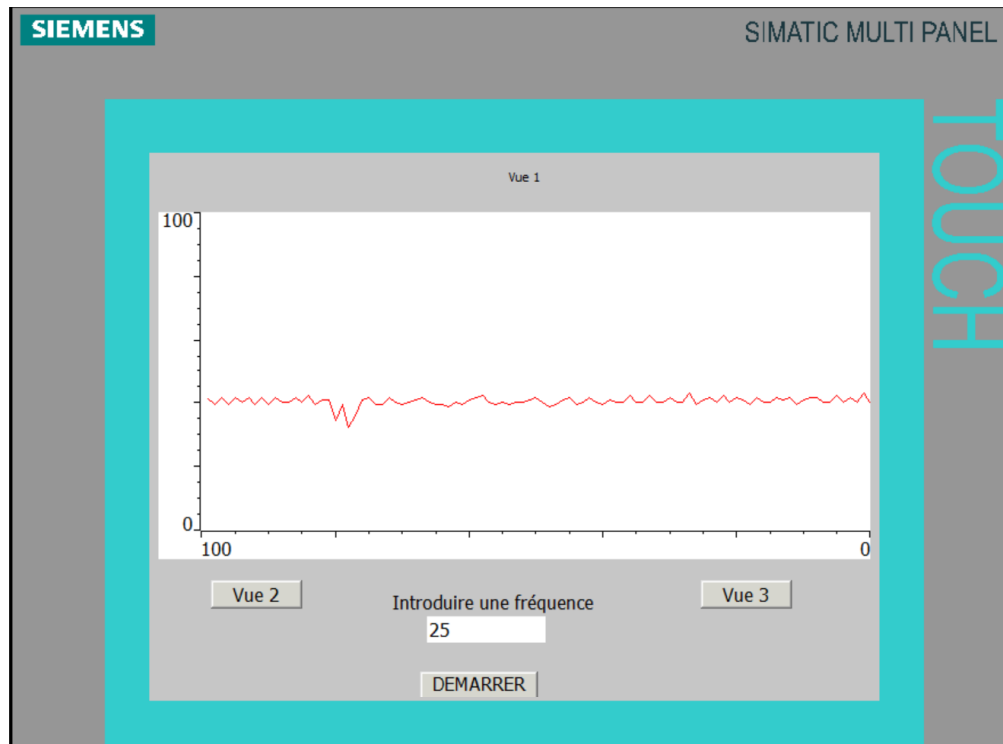 SIEMENS
SIMATIC MULTI PANEL
TOUCH
Vue 1
100
0
100
0
Vue 2
Introduire une fréquence
Vue 3
25
DEMARRER